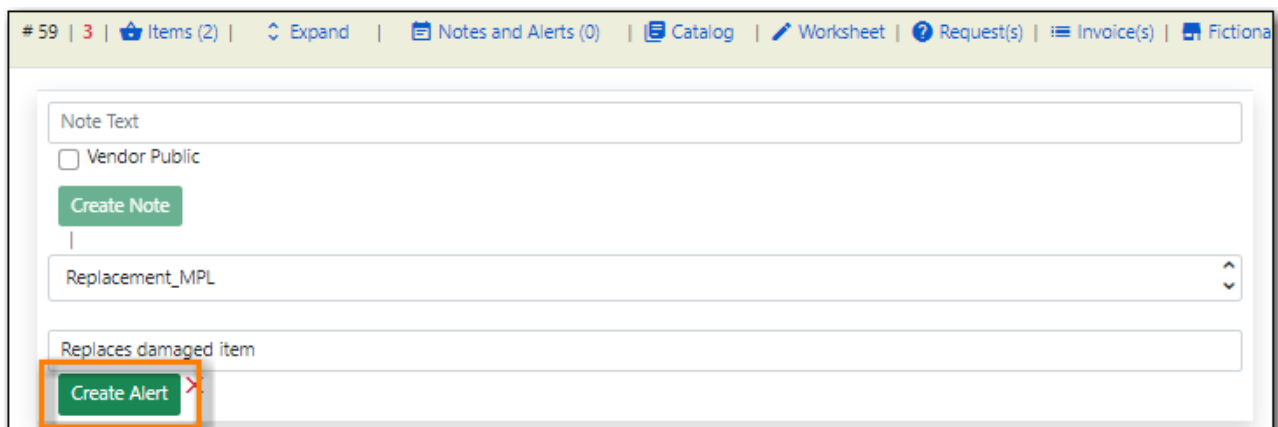 # 59 | 3 | Items (2) | Expand | Notes and Alerts (0) | Catalog | Worksheet | Request(s) | Invoice(s) | Fictiona
Note Text
Vendor Public
Create Note
|
Replacement_MPL
Replaces damaged item
Create Alert